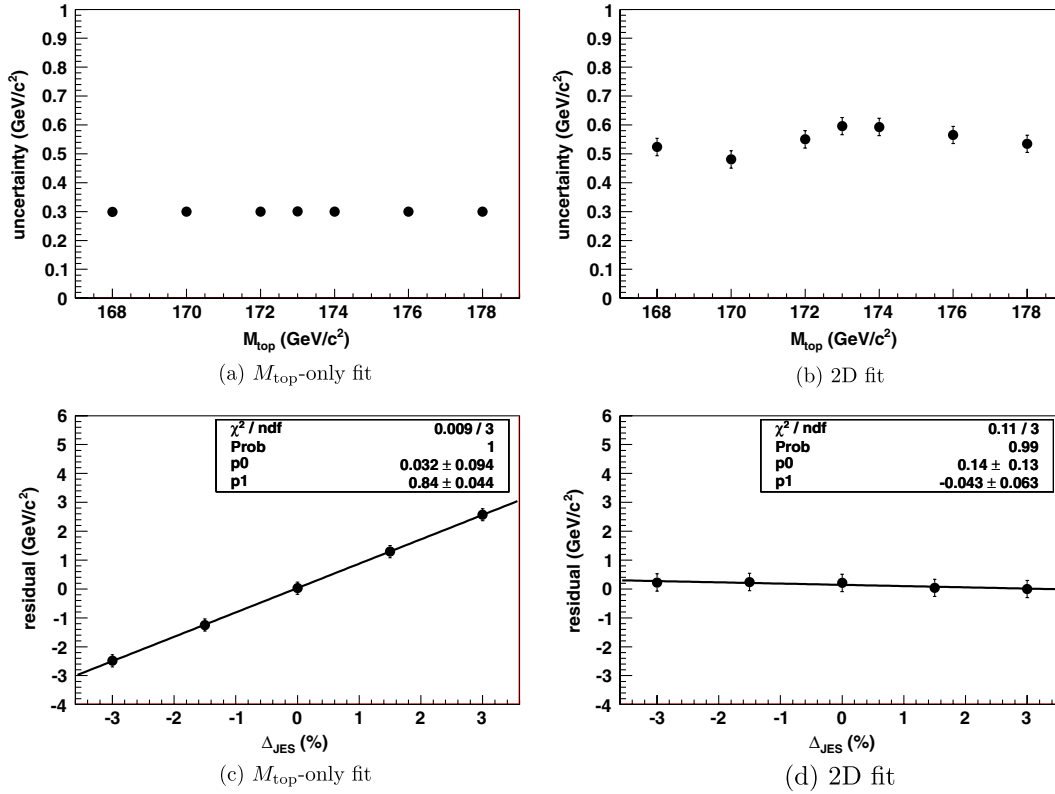 1
0.9
0.8
0.7
0.6
0.5
0.4
0.3
0.2
0.1
0
uncertainty (GeV/c²)
168 170 172 174 176 178
M_top (GeV/c²)
(a) M_top-only fit
1
0.9
0.8
0.7
0.6
0.5
0.4
0.3
0.2
0.1
0
uncertainty (GeV/c²)
168 170 172 174 176 178
M_top (GeV/c²)
(b) 2D fit
6
5
4
3
2
1
0
-1
-2
-3
-4
residual (GeV/c²)
χ² / ndf 0.009 / 3
Prob 1
p0 0.032 ± 0.094
p1 0.84 ± 0.044
-3 -2 -1 0 1 2 3
Δ_JES (%)
(c) M_top-only fit
6
5
4
3
2
1
0
-1
-2
-3
-4
residual (GeV/c²)
χ² / ndf 0.11 / 3
Prob 0.99
p0 0.14 ± 0.13
p1 -0.043 ± 0.063
-3 -2 -1 0 1 2 3
Δ_JES (%)
(d) 2D fit